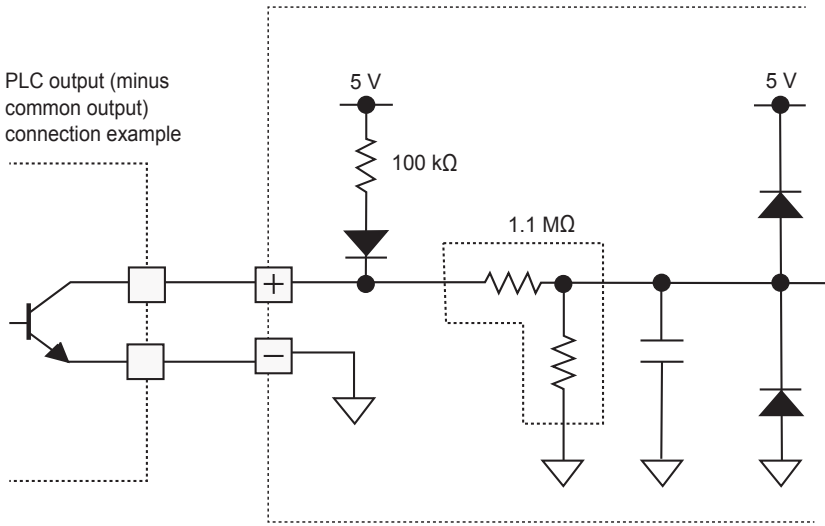 PLC output (minus
common output)
connection example
5 V
5 V
100 kΩ
1.1 MΩ
+
−